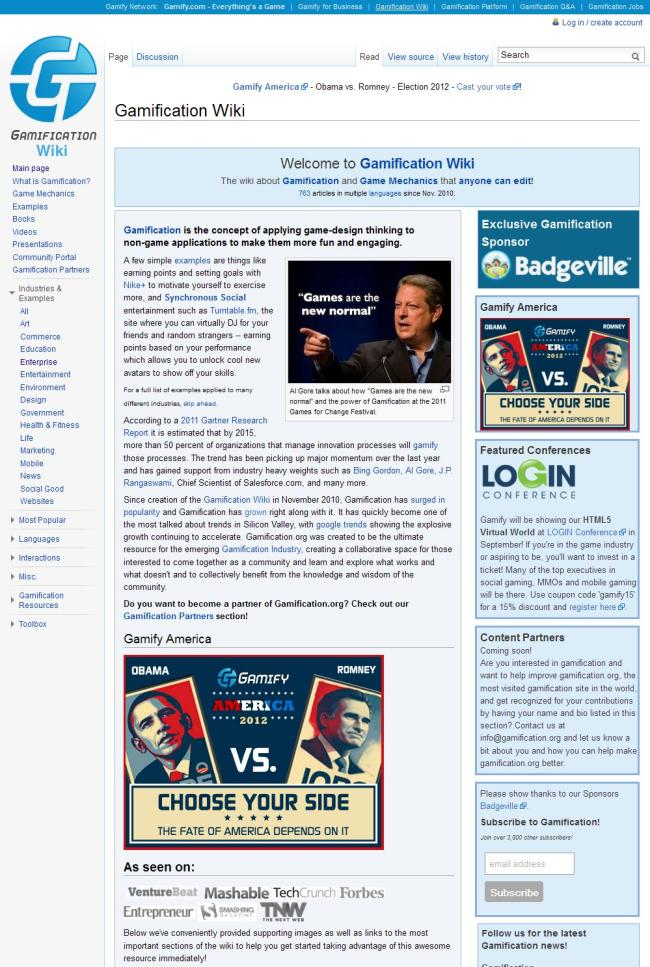 Gamify Network: Gamify.com - Everything's a Game | Gamify for Business | Gamification Wiki | Gamification Platform | Gamification Q&A | Gamification Jobs
Log in / create account
Page Discussion Read View source View history Search
Gamify America - Obama vs. Romney - Election 2012 - Cast your vote !
GAMIFICATION
Wiki
Main page
What is Gamification?
Game Mechanics
Examples
Books
Videos
Presentations
Community Portal
Gamification Partners
Industries &
Examples
All
Art
Commerce
Education
Enterprise
Entertainment
Environment
Design
Government
Health & Fitness
Life
Marketing
Mobile
News
Social Good
Websites
Most Popular
Languages
Interactions
Misc.
Gamification
Resources
Toolbox
Gamification Wiki
Welcome to Gamification Wiki
The wiki about Gamification and Game Mechanics that anyone can edit!
763 articles in multiple languages since Nov. 2010.
Gamification is the concept of applying game-design thinking to
non-game applications to make them more fun and engaging.
A few simple examples are things like
earning points and setting goals with
Nike+ to motivate yourself to exercise
more, and Synchronous Social
entertainment such as Turntable.fm, the
site where you can virtually DJ for your
friends and random strangers – earning
points based on your performance
which allows you to unlock cool new
avatars to show off your skills.
For a full list of examples applied to many
different industries, skip ahead.
"Games are the
new normal"
Al Gore talks about how "Games are the new
normal" and the power of Gamification at the 2011
Games for Change Festival.
According to a 2011 Gartner Research
Report it is estimated that by 2015,
more than 50 percent of organizations that manage innovation processes will gamify
those processes. The trend has been picking up major momentum over the last year
and has gained support from industry heavy weights such as Bing Gordon, Al Gore, J.P.
Rangaswami, Chief Scientist of Salesforce.com, and many more.
Since creation of the Gamification Wiki in November 2010, Gamification has surged in
popularity and Gamification has grown right along with it. It has quickly become one of
the most talked about trends in Silicon Valley, with google trends showing the explosive
growth continuing to accelerate. Gamification.org was created to be the ultimate
resource for the emerging Gamification Industry, creating a collaborative space for those
interested to come together as a community and learn and explore what works and
what doesn't and to collectively benefit from the knowledge and wisdom of the
community.
Do you want to become a partner of Gamification.org? Check out our
Gamification Partners section!
Gamify America
OBAMA GAMIFY ROMNEY
AMERICA
2012
VS.
CHOOSE YOUR SIDE
THE FATE OF AMERICA DEPENDS ON IT
As seen on:
VentureBeat Mashable TechCrunch Forbes
Entrepreneur SMASHING MAGAZINE TNW THE NEXT WEB
Below we've conveniently provided supporting images as well as links to the most
important sections of the wiki to help you get started taking advantage of this awesome
resource immediately!
Exclusive Gamification
Sponsor
Badgeville
Gamify America
OBAMA GAMIFY ROMNEY
AMERICA
2012
VS.
CHOOSE YOUR SIDE
THE FATE OF AMERICA DEPENDS ON IT
Featured Conferences
LOGIN
CONFERENCE
Gamify will be showing our HTML5
Virtual World at LOGIN Conference in
September! If you're in the game industry
or aspiring to be, you'll want to invest in a
ticket! Many of the top executives in
social gaming, MMOs and mobile gaming
will be there. Use coupon code 'gamify15'
for a 15% discount and register here .
Content Partners
Coming soon!
Are you interested in gamification and
want to help improve gamification.org, the
most visited gamification site in the world,
and get recognized for your contributions
by having your name and bio listed in this
section? Contact us at
info@gamification.org and let us know a
bit about you and how you can help make
gamification.org better.
Please show thanks to our Sponsors
Badgeville .
Subscribe to Gamification!
Join over 3,500 other subscribers!
email address
Subscribe
Follow us for the latest
Gamification news!